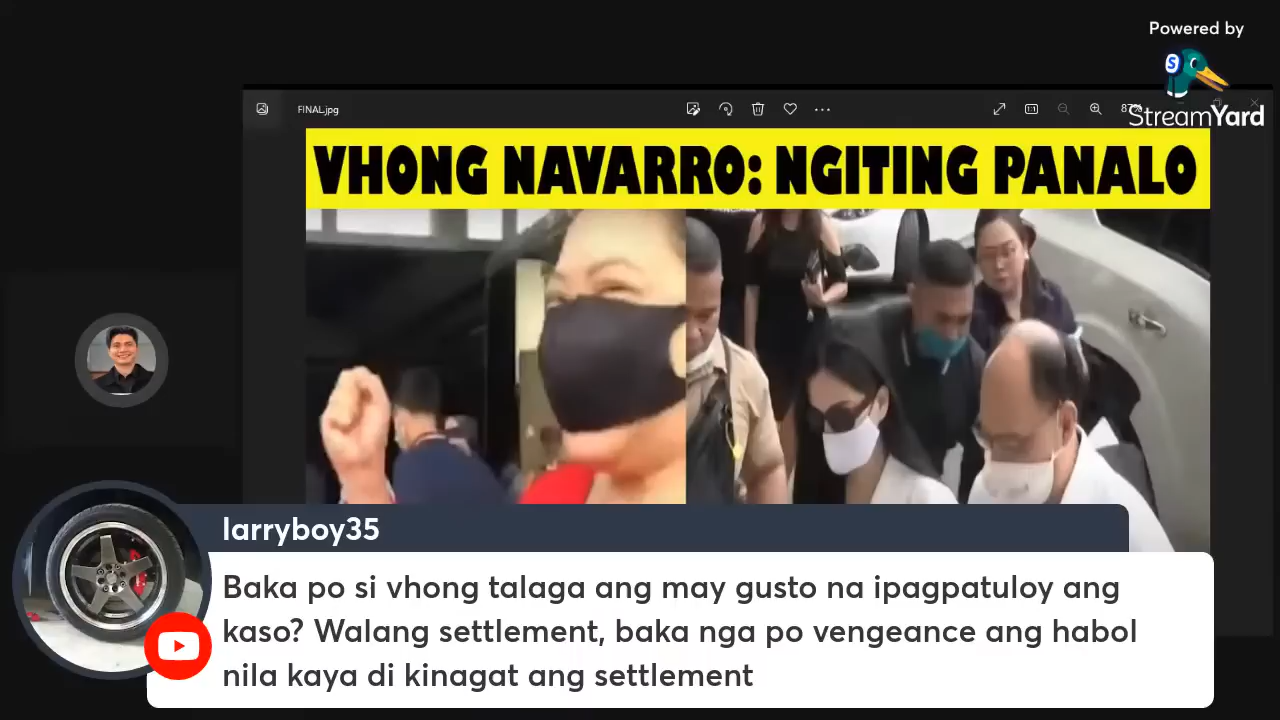 Powered by
StreamYard
FINAL.jpg
VHONG NAVARRO: NGITING PANALO
larryboy35
Baka po si vhong talaga ang may gusto na ipagpatuloy ang
kaso? Walang settlement, baka nga po vengeance ang habol
nila kaya di kinagat ang settlement